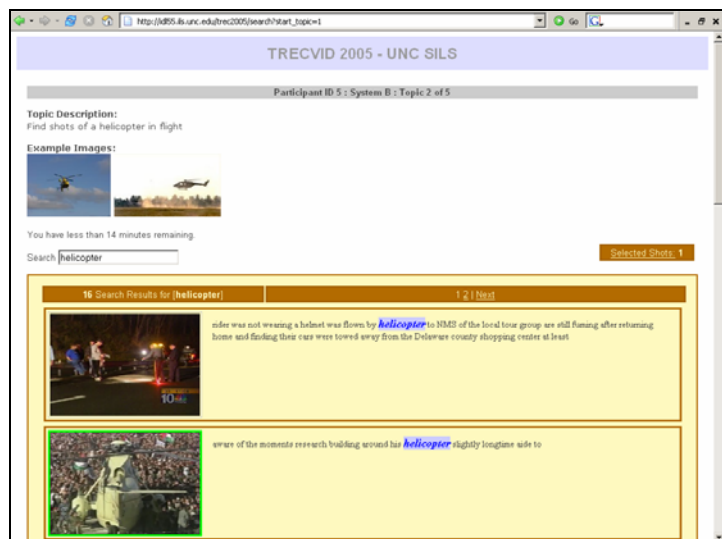 http://idl55.ils.unc.edu/trec2005/search?start_topic=1
Go
TRECVID 2005 - UNC SILS
Participant ID 5 : System B : Topic 2 of 5
Topic Description:
Find shots of a helicopter in flight
Example Images:
You have less than 14 minutes remaining.
Search helicopter
Selected Shots: 1
16 Search Results for [helicopter]
1 2 | Next
rider was not wearing a helmet was flown by helicopter to NMS of the local tour group are still fuming after returning
home and finding their cars were towed away from the Delaware county shopping center at least
10
aware of the moments research building around his helicopter slightly longtime aide to